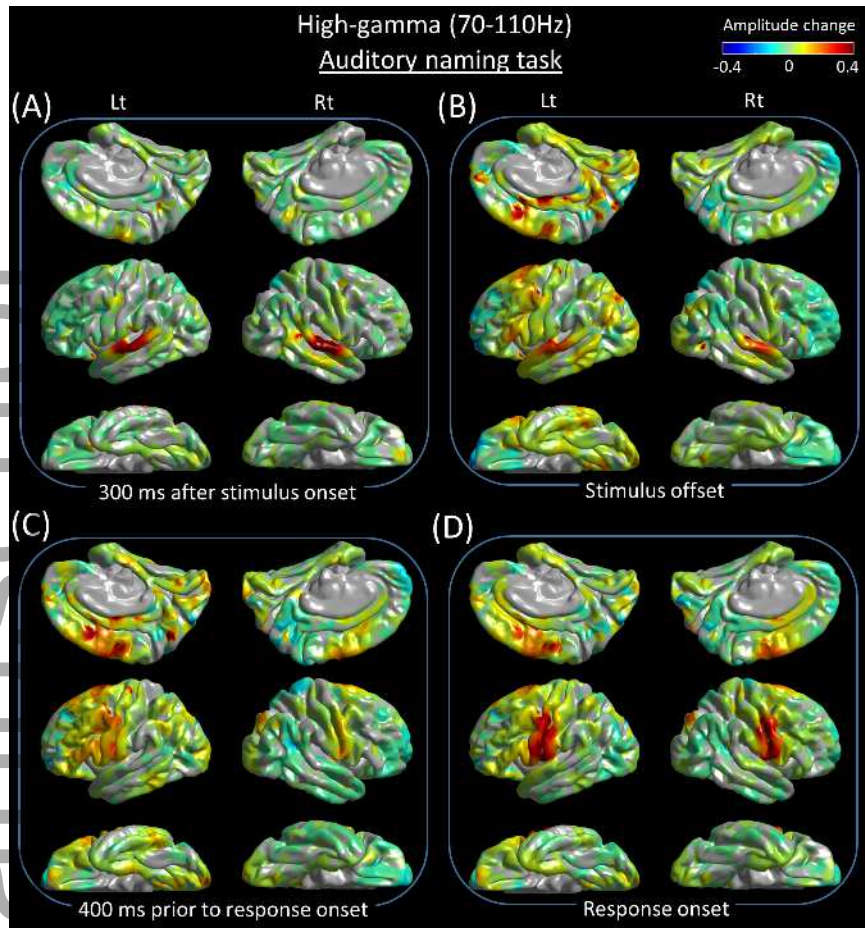 High-gamma (70-110Hz)
Auditory naming task
Amplitude change
-0.4 0 0.4
(A) Lt Rt
(B) Lt Rt
300 ms after stimulus onset
Stimulus offset
(C)
(D)
400 ms prior to response onset
Response onset